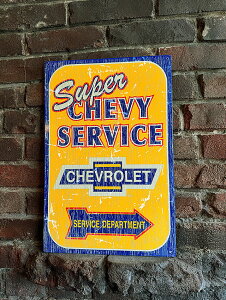 Super
CHEVY
SERVICE
CHEVROLET
SERVICE DEPARTMENT